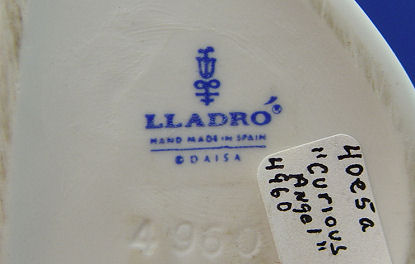 LLADRÓ®
HAND MADE IN SPAIN
© DAISA
4960
40E5a
"Curious
Angel"
4960